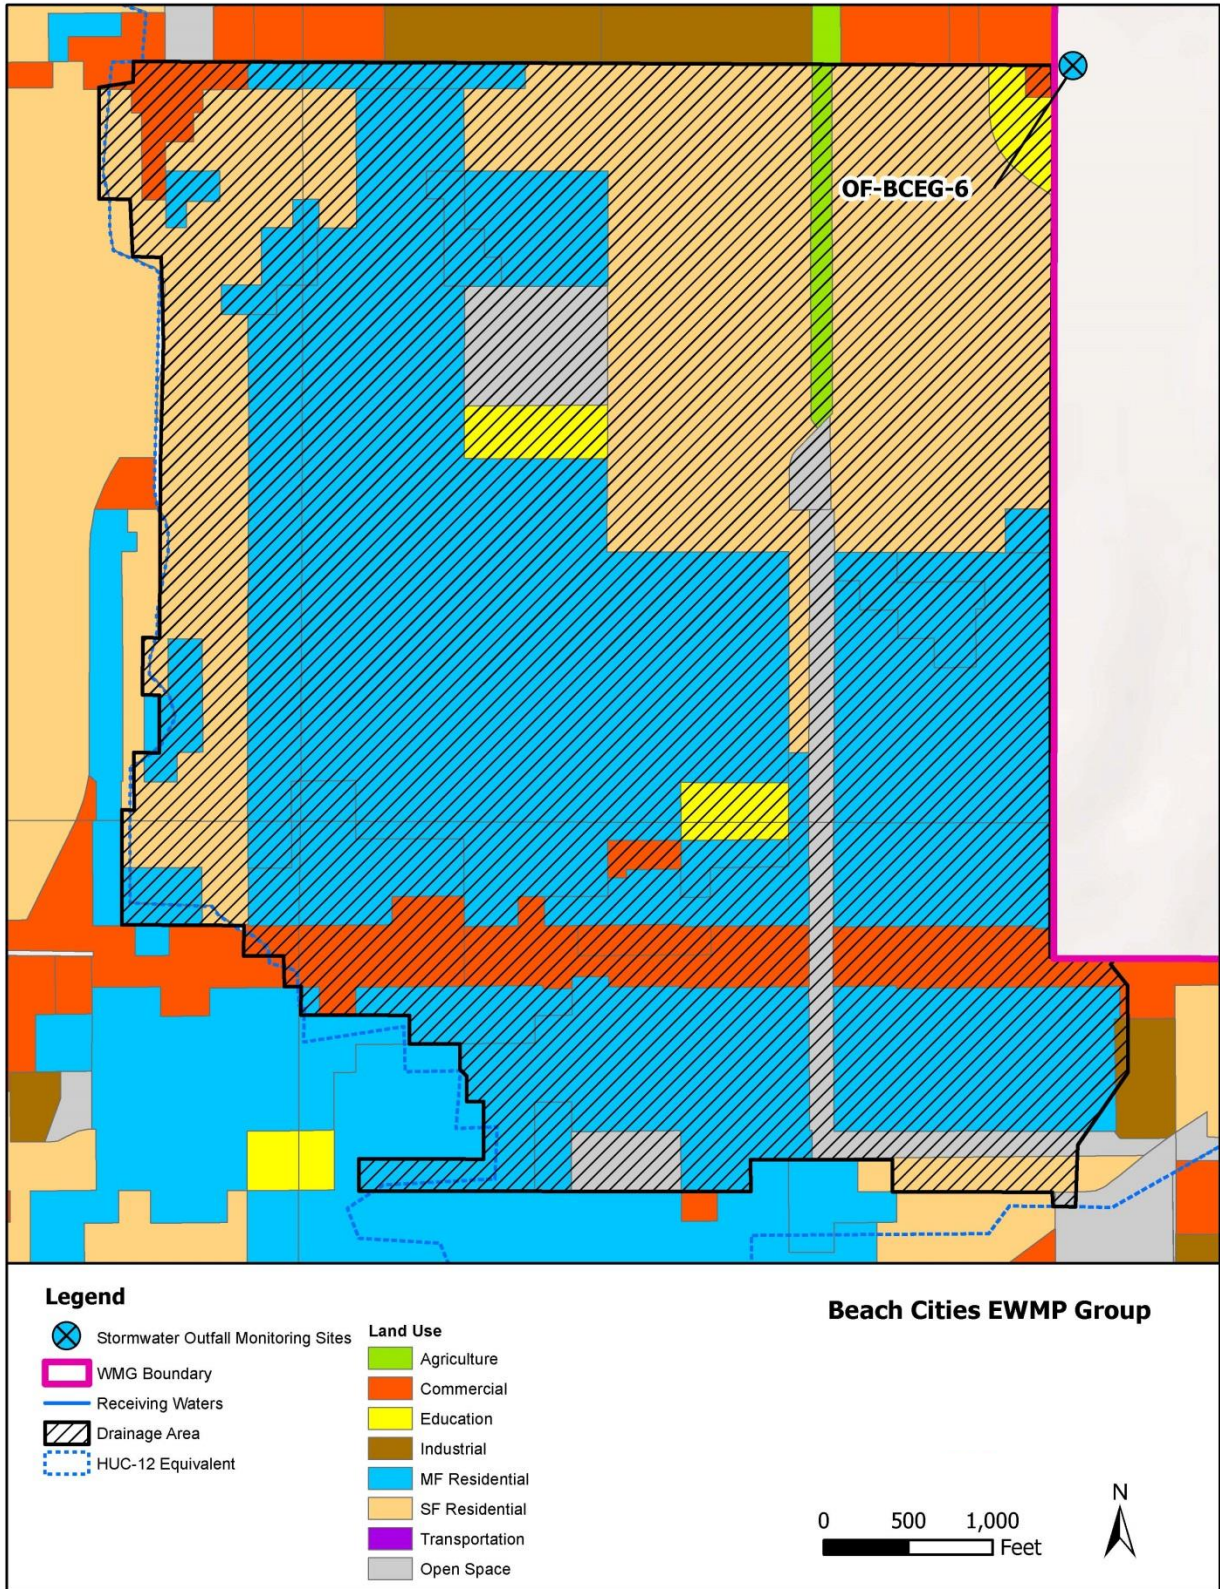 OF-BCEG-6
Legend
Stormwater Outfall Monitoring Sites
WMG Boundary
Receiving Waters
Drainage Area
HUC-12 Equivalent
Land Use
Agriculture
Commercial
Education
Industrial
MF Residential
SF Residential
Transportation
Open Space
Beach Cities EWMP Group
N
0 500 1,000
Feet